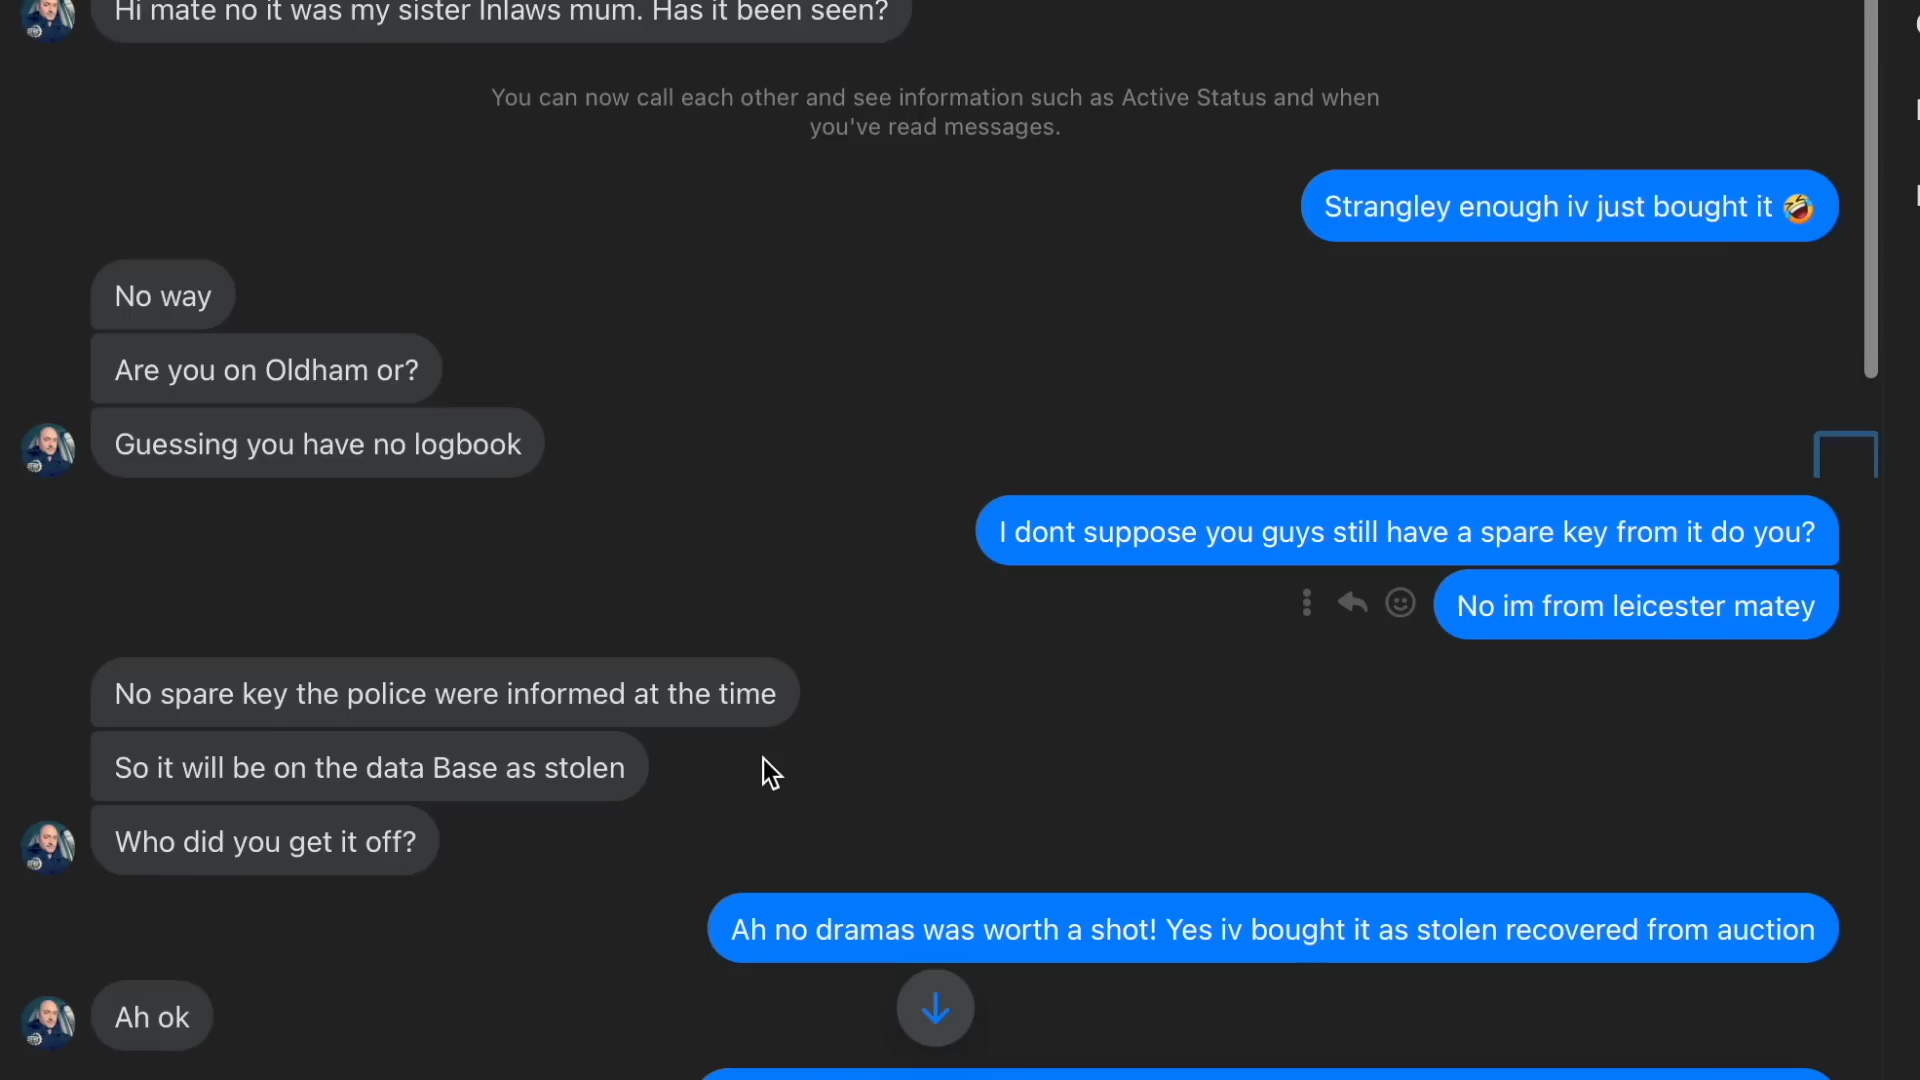 Hi mate no it was my sister Inlaws mum. Has it been seen?
You can now call each other and see information such as Active Status and when
you've read messages.
Strangley enough iv just bought it 🤣
No way
Are you on Oldham or?
Guessing you have no logbook
I dont suppose you guys still have a spare key from it do you?
No im from leicester matey
No spare key the police were informed at the time
So it will be on the data Base as stolen
Who did you get it off?
Ah no dramas was worth a shot! Yes iv bought it as stolen recovered from auction
Ah ok